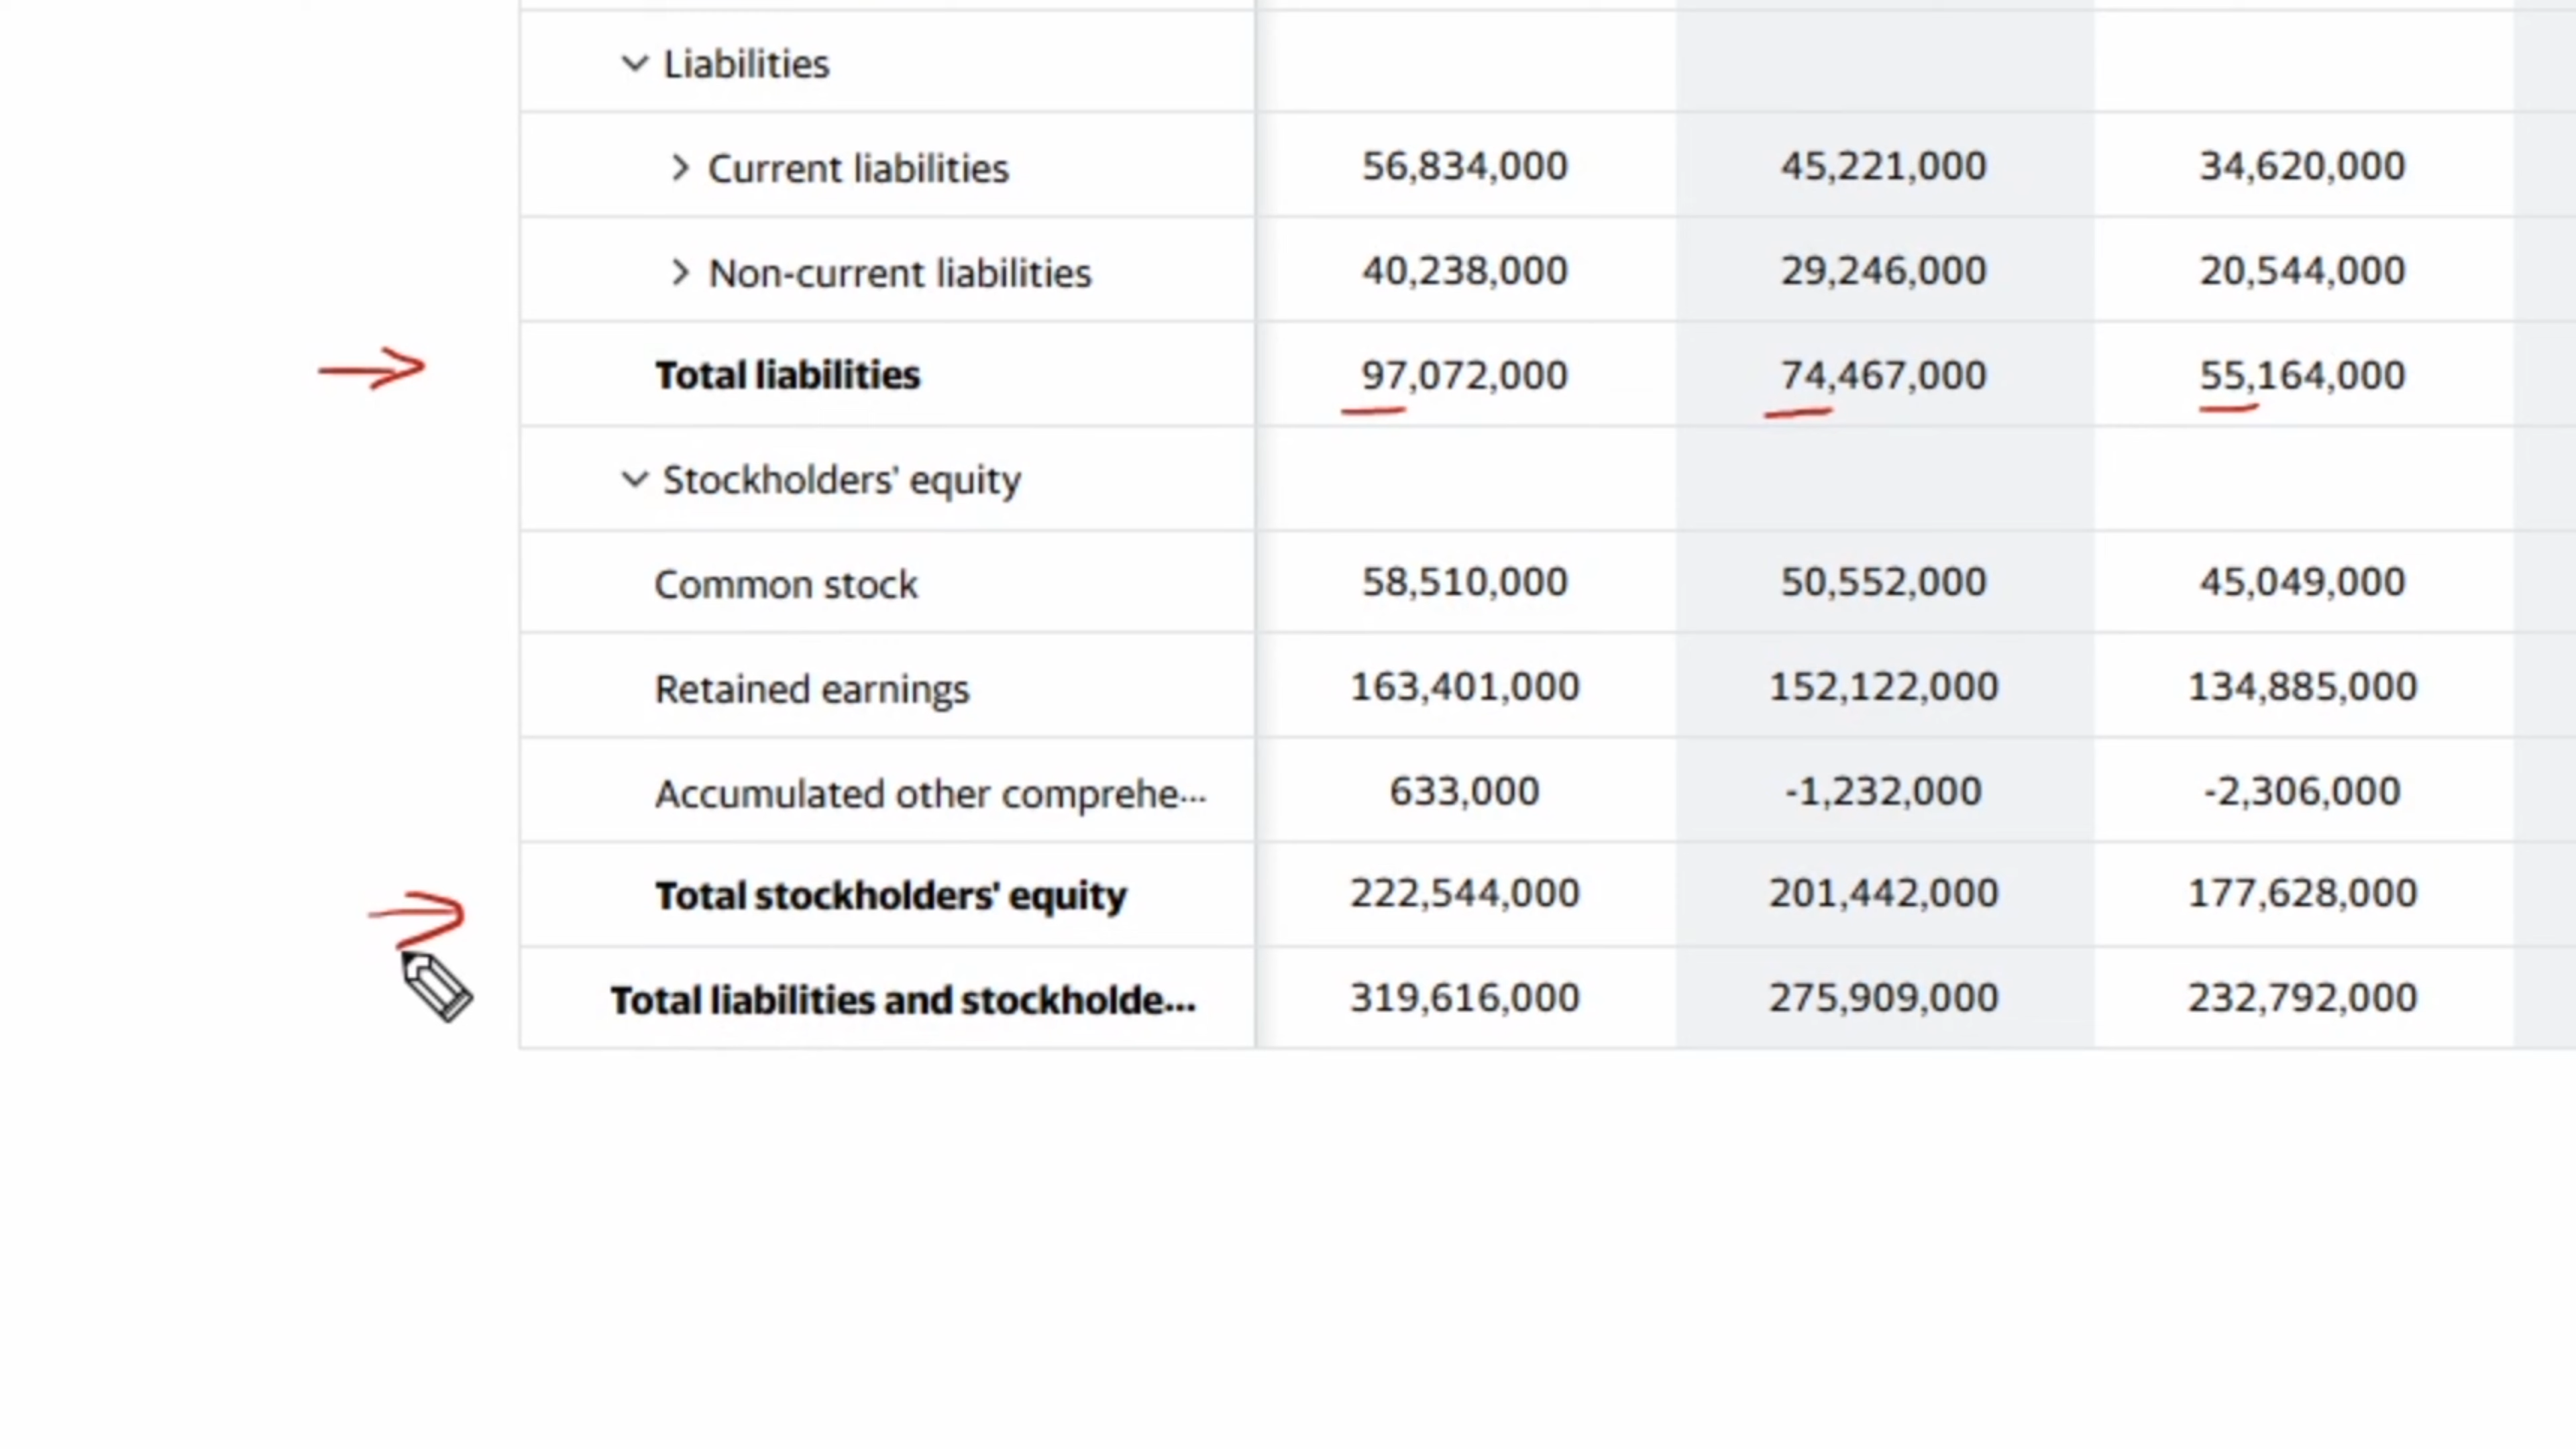 Liabilities
Current liabilities 56,834,000 45,221,000 34,620,000
Non-current liabilities 40,238,000 29,246,000 20,544,000
Total liabilities 97,072,000 74,467,000 55,164,000
Stockholders' equity
Common stock 58,510,000 50,552,000 45,049,000
Retained earnings 163,401,000 152,122,000 134,885,000
Accumulated other comprehe... 633,000 -1,232,000 -2,306,000
Total stockholders' equity 222,544,000 201,442,000 177,628,000
Total liabilities and stockholde... 319,616,000 275,909,000 232,792,000